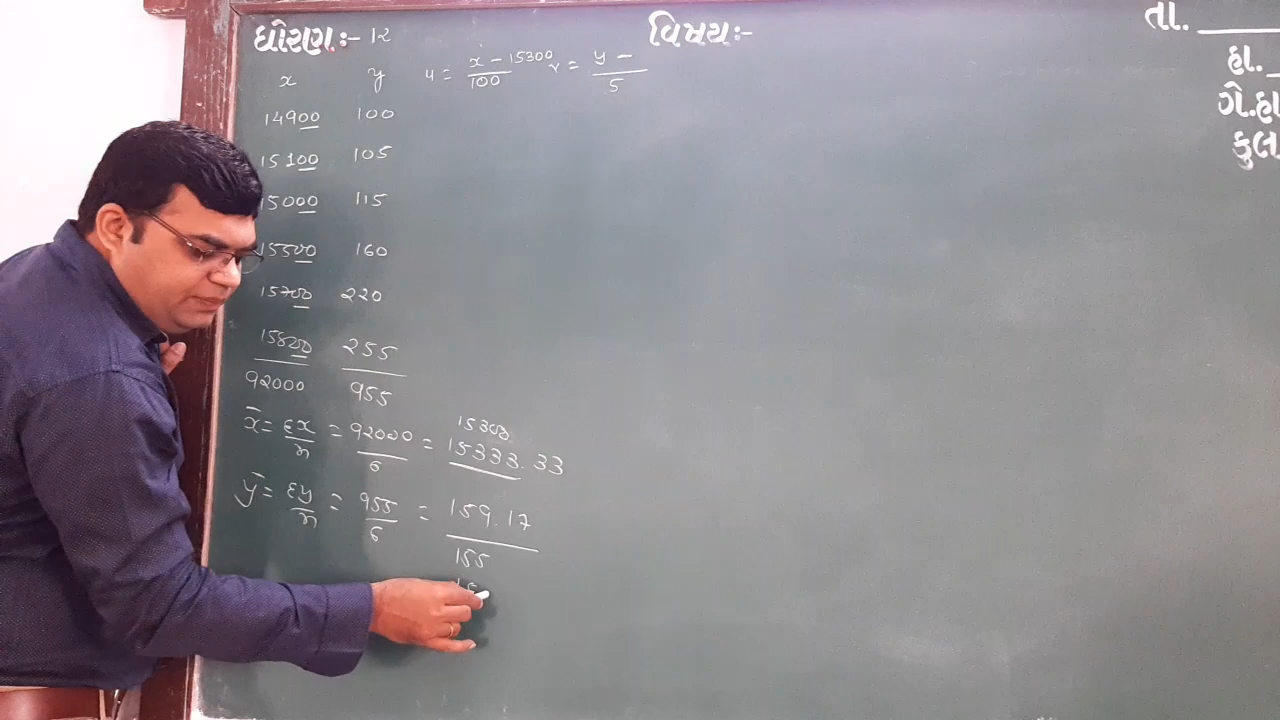 ધોરણઃ- 12 વિષયઃ- તા.
x y u = x - 15300 / 100 v = y - / 5
હા.
14900 100
ગે.હા
કુલ
15100 105
15000 115
15500 160
15700 220
15800 255
92000 955
x̄ = Σx/n = 92000/6 = 15333.33
15300
ȳ = Σy/n = 955/6 = 159.17
155